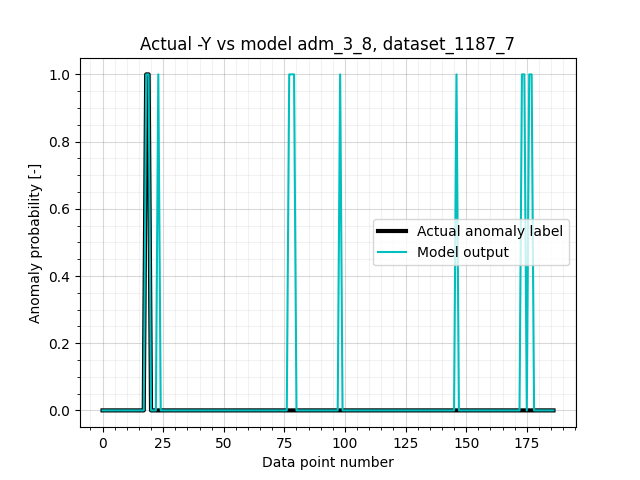 Actual -Y vs model adm_3_8, dataset_1187_7
1.0
0.8
0.6
0.4
0.2
0.0
Anomaly probability [-]
Actual anomaly label
Model output
0 25 50 75 100 125 150 175
Data point number